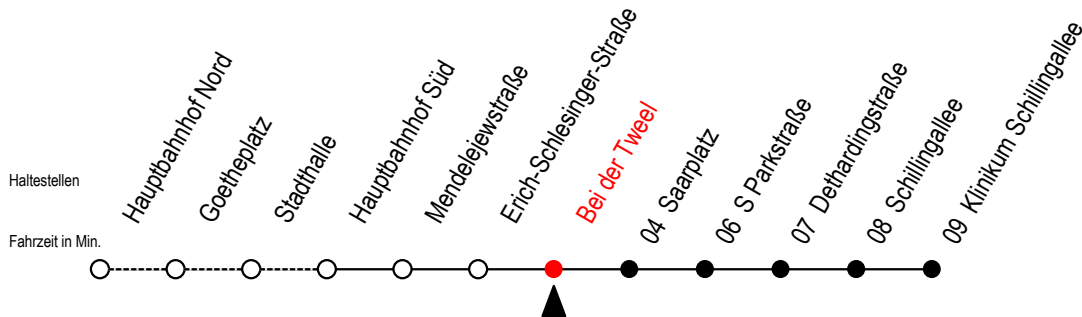 Hauptbahnhof Nord
Goetheplatz
Stadthalle
Hauptbahnhof Süd
Mendelejewstraße
Erich-Schlesinger-Straße
Bei der Tweel
04 Saarplatz
06 S Parkstraße
07 Dethardingstraße
08 Schillingallee
09 Klinikum Schillingallee
Haltestellen
Fahrzeit in Min.